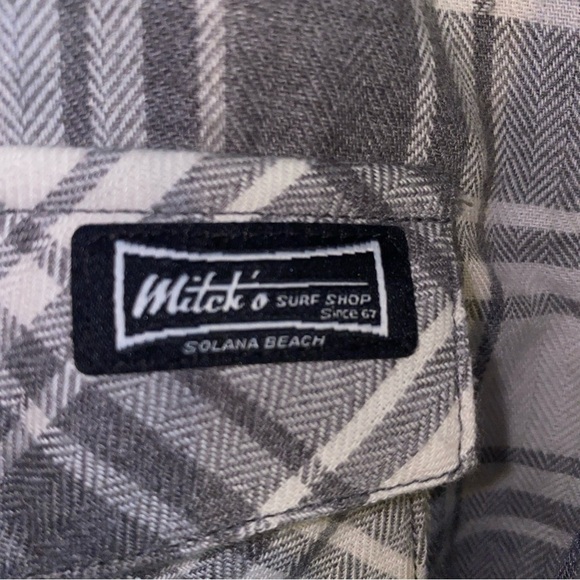 Mitch's SURF SHOP
Since 67
SOLANA BEACH